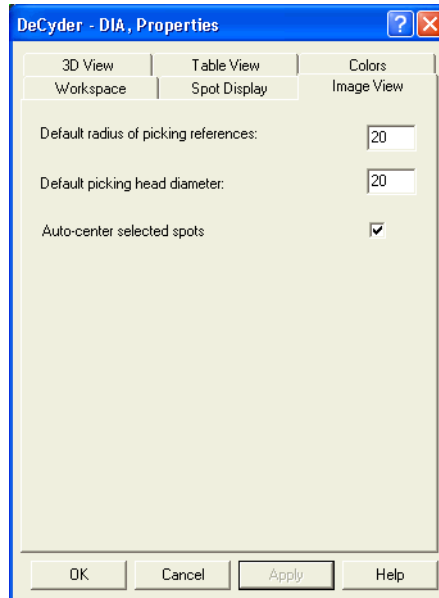 DeCyder - DIA, Properties
3D View Table View Colors
Workspace Spot Display Image View
Default radius of picking references: 20
Default picking head diameter: 20
Auto-center selected spots
OK Cancel Apply Help